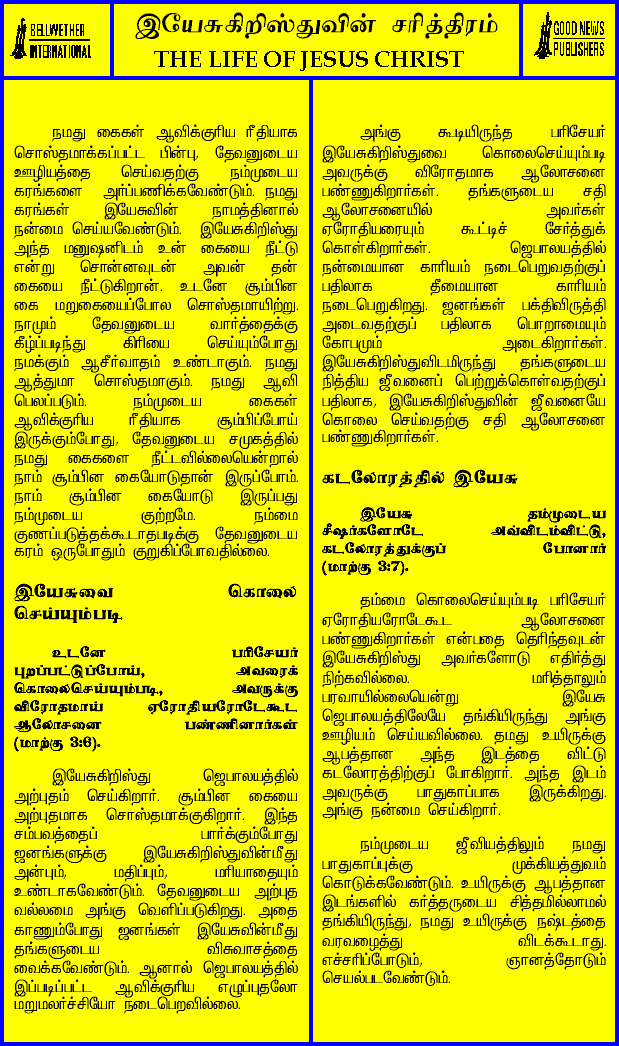 BELLWETHER
INTERNATIONAL
இயேசுகிறிஸ்துவின் சரித்திரம்
THE LIFE OF JESUS CHRIST
GOOD NEWS
PUBLISHERS
நமது கைகள் ஆவிக்குரிய ரீதியாக
சொஸ்தமாக்கப்பட்ட பின்பு, தேவனுடைய
ஊழியத்தை செய்வதற்கு நம்முடைய
கரங்களை அர்ப்பணிக்கவேண்டும். நமது
கரங்கள் இயேசுவின் நாமத்தினால்
நன்மை செய்யவேண்டும். இயேசுகிறிஸ்து
அந்த மனுஷனிடம் உன் கையை நீட்டு
என்று சொன்னவுடன் அவன் தன்
கையை நீட்டுகிறான். உடனே சூம்பின
கை மறுகையைப்போல சொஸ்தமாயிற்று.
நாமும் தேவனுடைய வார்த்தைக்கு
கீழ்ப்படிந்து கிரியை செய்யும்போது
நமக்கும் ஆசீர்வாதம் உண்டாகும். நமது
ஆத்துமா சொஸ்தமாகும். நமது ஆவி
பெலப்படும். நம்முடைய கைகள்
ஆவிக்குரிய ரீதியாக சூம்பிப்போய்
இருக்கும்போது, தேவனுடைய சமுகத்தில்
நமது கைகளை நீட்டவில்லையென்றால்
நாம் சூம்பின கையோடுதான் இருப்போம்.
நாம் சூம்பின கையோடு இருப்பது
நம்முடைய குற்றமே. நம்மை
குணப்படுத்தக்கூடாதபடிக்கு தேவனுடைய
கரம் ஒருபோதும் குறுகிப்போவதில்லை.
இயேசுவை கொலை
செய்யும்படி
உடனே பரிசேயர்
புறப்பட்டுப்போய், அவரைக்
கொலைசெய்யும்படி, அவருக்கு
விரோதமாய் ஏரோதியரோடேகூட
ஆலோசனை பண்ணினார்கள்
(மாற்கு 3:6).
இயேசுகிறிஸ்து ஜெபாலயத்தில்
அற்புதம் செய்கிறார். சூம்பின கையை
அற்புதமாக சொஸ்தமாக்குகிறார். இந்த
சம்பவத்தைப் பார்க்கும்போது
ஜனங்களுக்கு இயேசுகிறிஸ்துவின்மீது
அன்பும், மதிப்பும், மரியாதையும்
உண்டாகவேண்டும். தேவனுடைய அற்புத
வல்லமை அங்கு வெளிப்படுகிறது. அதை
காணும்போது ஜனங்கள் இயேசுவின்மீது
தங்களுடைய விசுவாசத்தை
வைக்கவேண்டும். ஆனால் ஜெபாலயத்தில்
இப்படிப்பட்ட ஆவிக்குரிய எழுப்புதலோ
மறுமலர்ச்சியோ நடைபெறவில்லை.
அங்கு கூடியிருந்த பரிசேயர்
இயேசுகிறிஸ்துவை கொலைசெய்யும்படி
அவருக்கு விரோதமாக ஆலோசனை
பண்ணுகிறார்கள். தங்களுடைய சதி
ஆலோசனையில் அவர்கள்
ஏரோதியரையும் கூட்டிச் சேர்த்துக்
கொள்கிறார்கள். ஜெபாலயத்தில்
நன்மையான காரியம் நடைபெறுவதற்குப்
பதிலாக தீமையான காரியம்
நடைபெறுகிறது. ஜனங்கள் பக்திவிருத்தி
அடைவதற்குப் பதிலாக பொறாமையும்
கோபமும் அடைகிறார்கள்.
இயேசுகிறிஸ்துவிடமிருந்து தங்களுடைய
நித்திய ஜீவனைப் பெற்றுக்கொள்வதற்குப்
பதிலாக, இயேசுகிறிஸ்துவின் ஜீவனையே
கொலை செய்வதற்கு சதி ஆலோசனை
பண்ணுகிறார்கள்.
கடலோரத்தில் இயேசு
இயேசு தம்முடைய
சீஷர்களோடே அவ்விடம்விட்டு,
கடலோரத்துக்குப் போனார்
(மாற்கு 3:7).
தம்மை கொலைசெய்யும்படி பரிசேயர்
ஏரோதியரோடேகூட ஆலோசனை
பண்ணுகிறார்கள் என்பதை தெரிந்தவுடன்
இயேசுகிறிஸ்து அவர்களோடு எதிர்த்து
நிற்கவில்லை. மரித்தாலும்
பரவாயில்லையென்று இயேசு
ஜெபாலயத்திலேயே தங்கியிருந்து அங்கு
ஊழியம் செய்யவில்லை. தமது உயிருக்கு
ஆபத்தான அந்த இடத்தை விட்டு
கடலோரத்திற்குப் போகிறார். அந்த இடம்
அவருக்கு பாதுகாப்பாக இருக்கிறது.
அங்கு நன்மை செய்கிறார்.
நம்முடைய ஜீவியத்திலும் நமது
பாதுகாப்புக்கு முக்கியத்துவம்
கொடுக்கவேண்டும். உயிருக்கு ஆபத்தான
இடங்களில் கர்த்தருடைய சித்தமில்லாமல்
தங்கியிருந்து, நமது உயிருக்கு நஷ்டத்தை
வரவழைத்து விடக்கூடாது.
எச்சரிப்போடும், ஞானத்தோடும்
செயல்படவேண்டும்.